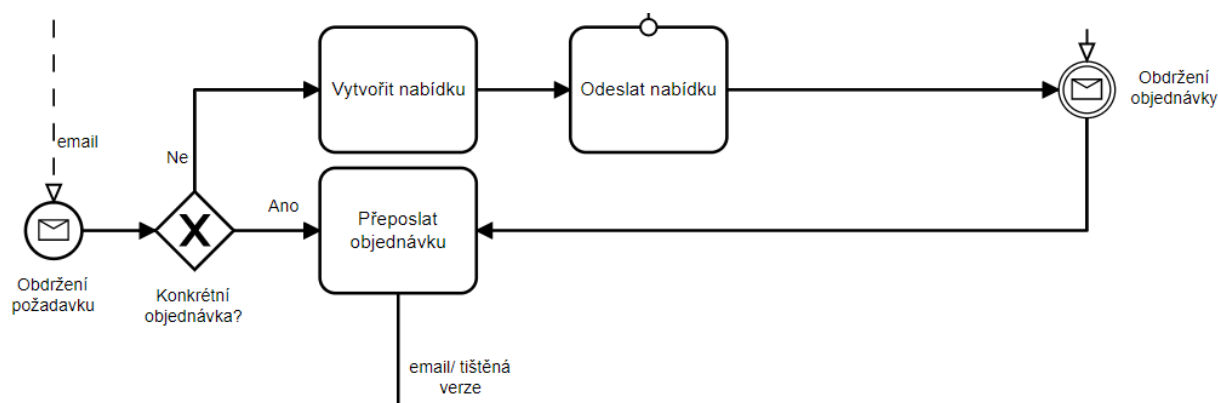 Vytvořit nabídku
Odeslat nabídku
Obdržení
objednávky
email
Ne
Ano
Přeposlat
objednávku
Obdržení
požadavku
Konkrétní
objednávka?
email/ tištěná
verze